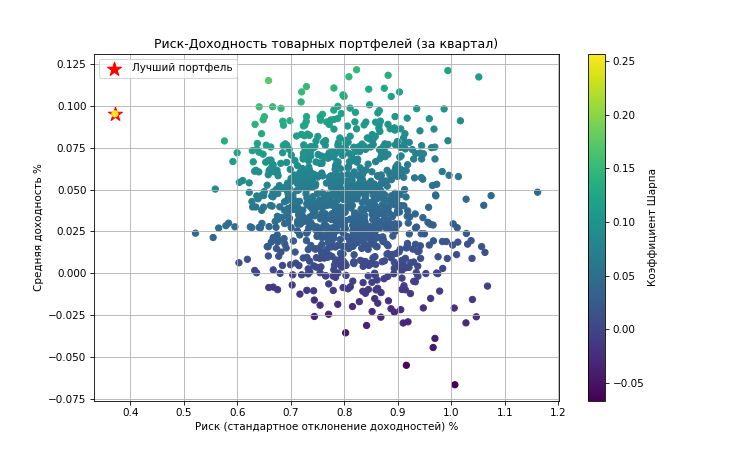 Риск-Доходность товарных портфелей (за квартал)
Лучший портфель
Средняя доходность %
0.125
0.100
0.075
0.050
0.025
0.000
−0.025
−0.050
−0.075
0.4 0.5 0.6 0.7 0.8 0.9 1.0 1.1 1.2
Риск (стандартное отклонение доходностей) %
0.25
0.20
0.15
0.10
0.05
0.00
−0.05
Коэффициент Шарпа